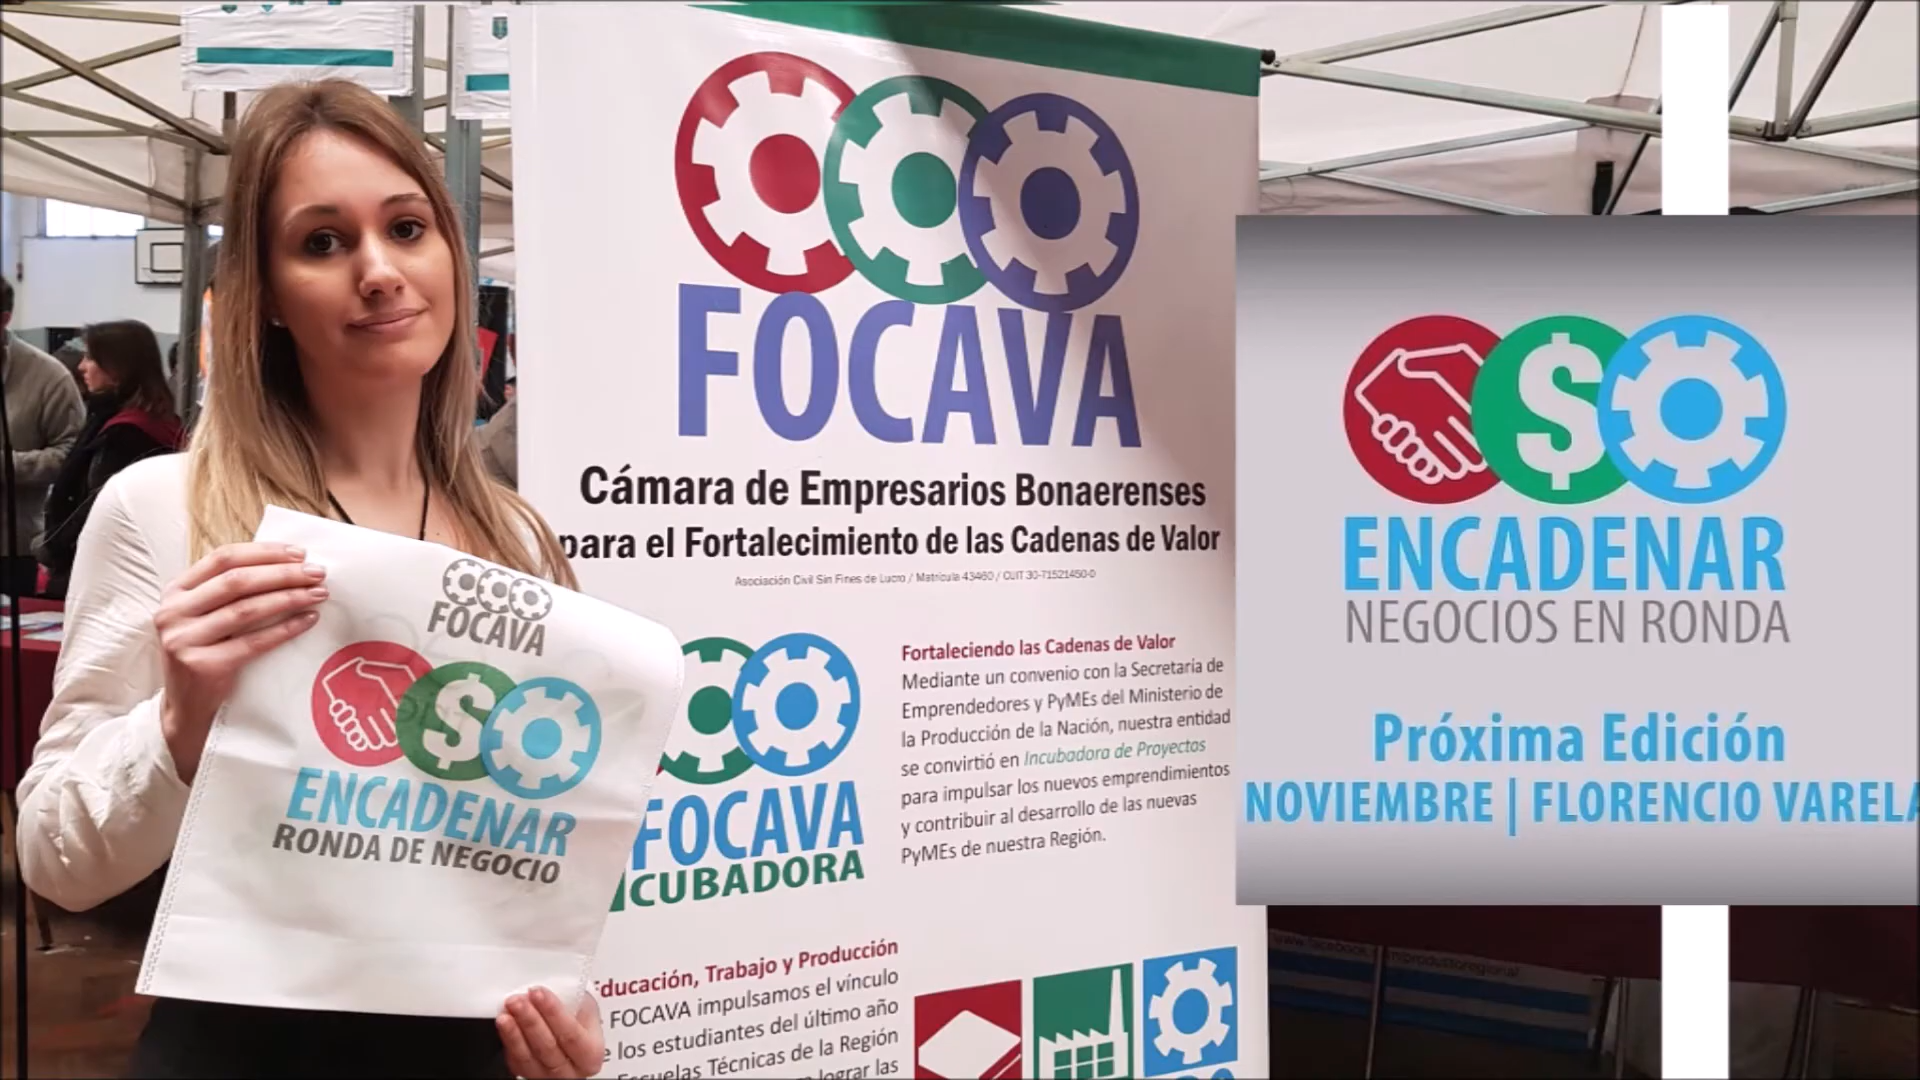 FOCAVA
Cámara de Empresarios Bonaerenses
para el Fortalecimiento de las Cadenas de Valor
Asociación Civil Sin Fines de Lucro / Matrícula 43460 / CUIT 30-71521450-0
FOCAVA
$
ENCADENAR
RONDA DE NEGOCIO
FOCAVA
NCUBADORA
Fortaleciendo las Cadenas de Valor
Mediante un convenio con la Secretaría de
Emprendedores y PyMEs del Ministerio de
la Producción de la Nación, nuestra entidad
se convirtió en Incubadora de Proyectos
para impulsar los nuevos emprendimientos
y contribuir al desarrollo de las nuevas
PyMEs de nuestra Región.
Educación, Trabajo y Producción
FOCAVA impulsamos el vínculo
los estudiantes del último año
Escuelas Técnicas de la Región
lograr las
$
ENCADENAR
NEGOCIOS EN RONDA
Próxima Edición
NOVIEMBRE | FLORENCIO VARELA